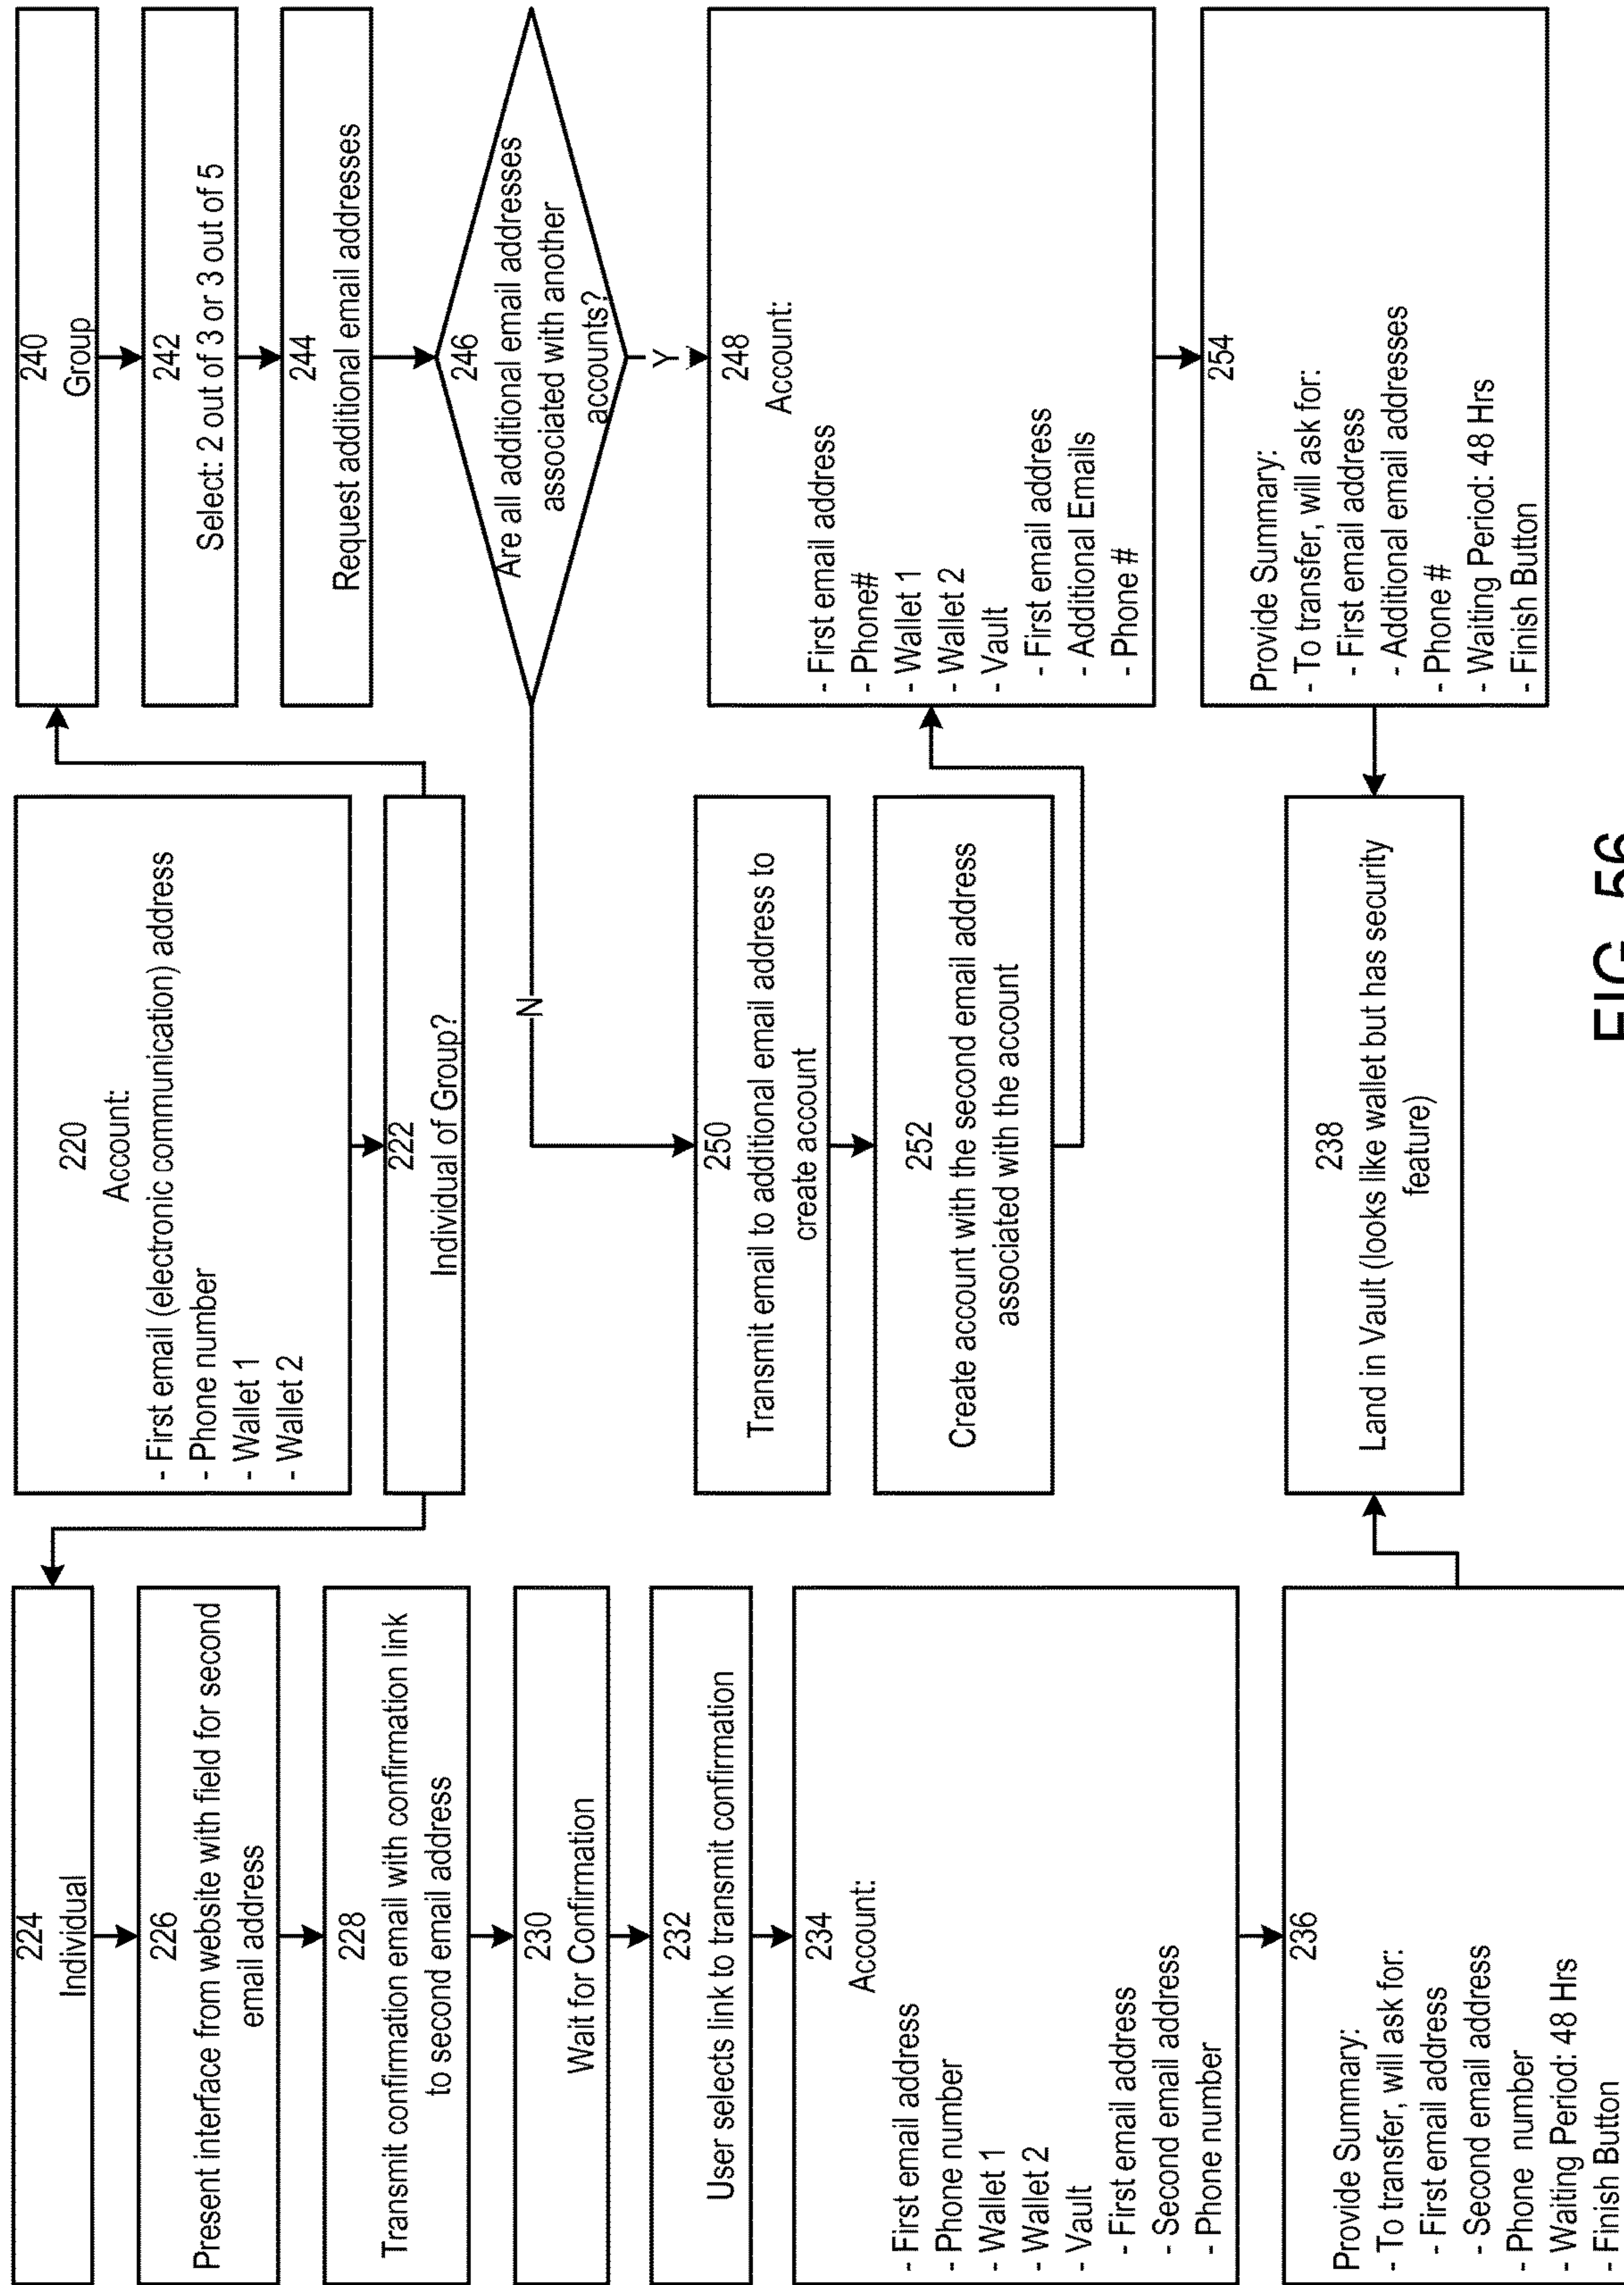 220
Account:
- First email (electronic communication) address
- Phone number
- Wallet 1
- Wallet 2
222
Individual of Group?
224
Individual
226
Present interface from website with field for second
email address
228
Transmit confirmation email with confirmation link
to second email address
230
Wait for Confirmation
232
User selects link to transmit confirmation
234
Account:
- First email address
- Phone number
- Wallet 1
- Wallet 2
- Vault
- First email address
- Second email address
- Phone number
236
Provide Summary:
- To transfer, will ask for:
- First email address
- Second email address
- Phone number
- Waiting Period: 48 Hrs
- Finish Button
240
Group
242
Select: 2 out of 3 or 3 out of 5
244
Request additional email addresses
246
Are all additional email addresses
associated with another
accounts?
N
Y
250
Transmit email to additional email address to
create account
252
Create account with the second email address
associated with the account
248
Account:
- First email address
- Phone#
- Wallet 1
- Wallet 2
- Vault
- First email address
- Additional Emails
- Phone #
254
Provide Summary:
- To transfer, will ask for:
- First email address
- Additional email addresses
- Phone #
- Waiting Period: 48 Hrs
- Finish Button
238
Land in Vault (looks like wallet but has security
feature)
FIG. 56